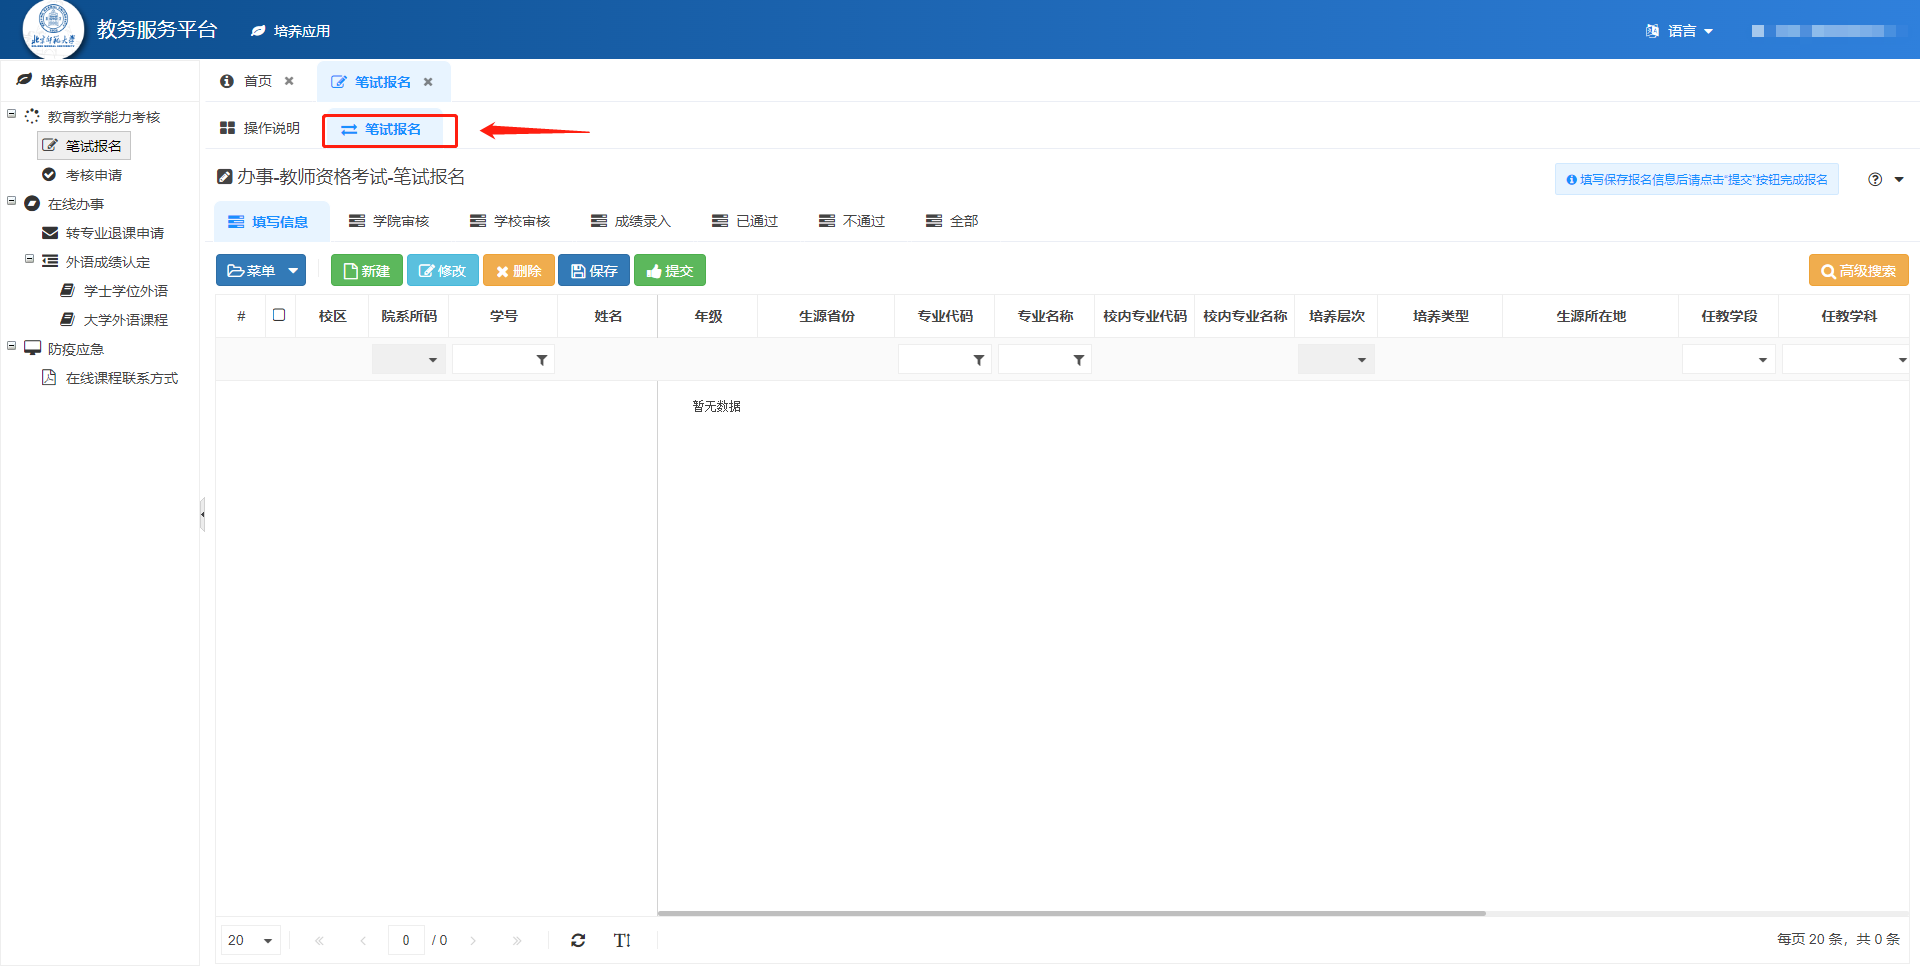 教务服务平台
培养应用
语言
培养应用
教育教学能力考核
笔试报名
考核申请
在线办事
转专业退课申请
外语成绩认定
学士学位外语
大学外语课程
防疫应急
在线课程联系方式
首页
笔试报名
操作说明
笔试报名
办事-教师资格考试-笔试报名
填写保存报名信息后请点击“提交”按钮完成报名
填写信息
学院审核
学校审核
成绩录入
已通过
不通过
全部
菜单
新建
修改
删除
保存
提交
高级搜索
# 校区 院系所码 学号 姓名 年级 生源省份 专业代码 专业名称 校内专业代码 校内专业名称 培养层次 培养类型 生源所在地 任教学段 任教学科
暂无数据
20
0
/ 0
T
每页 20 条，共 0 条